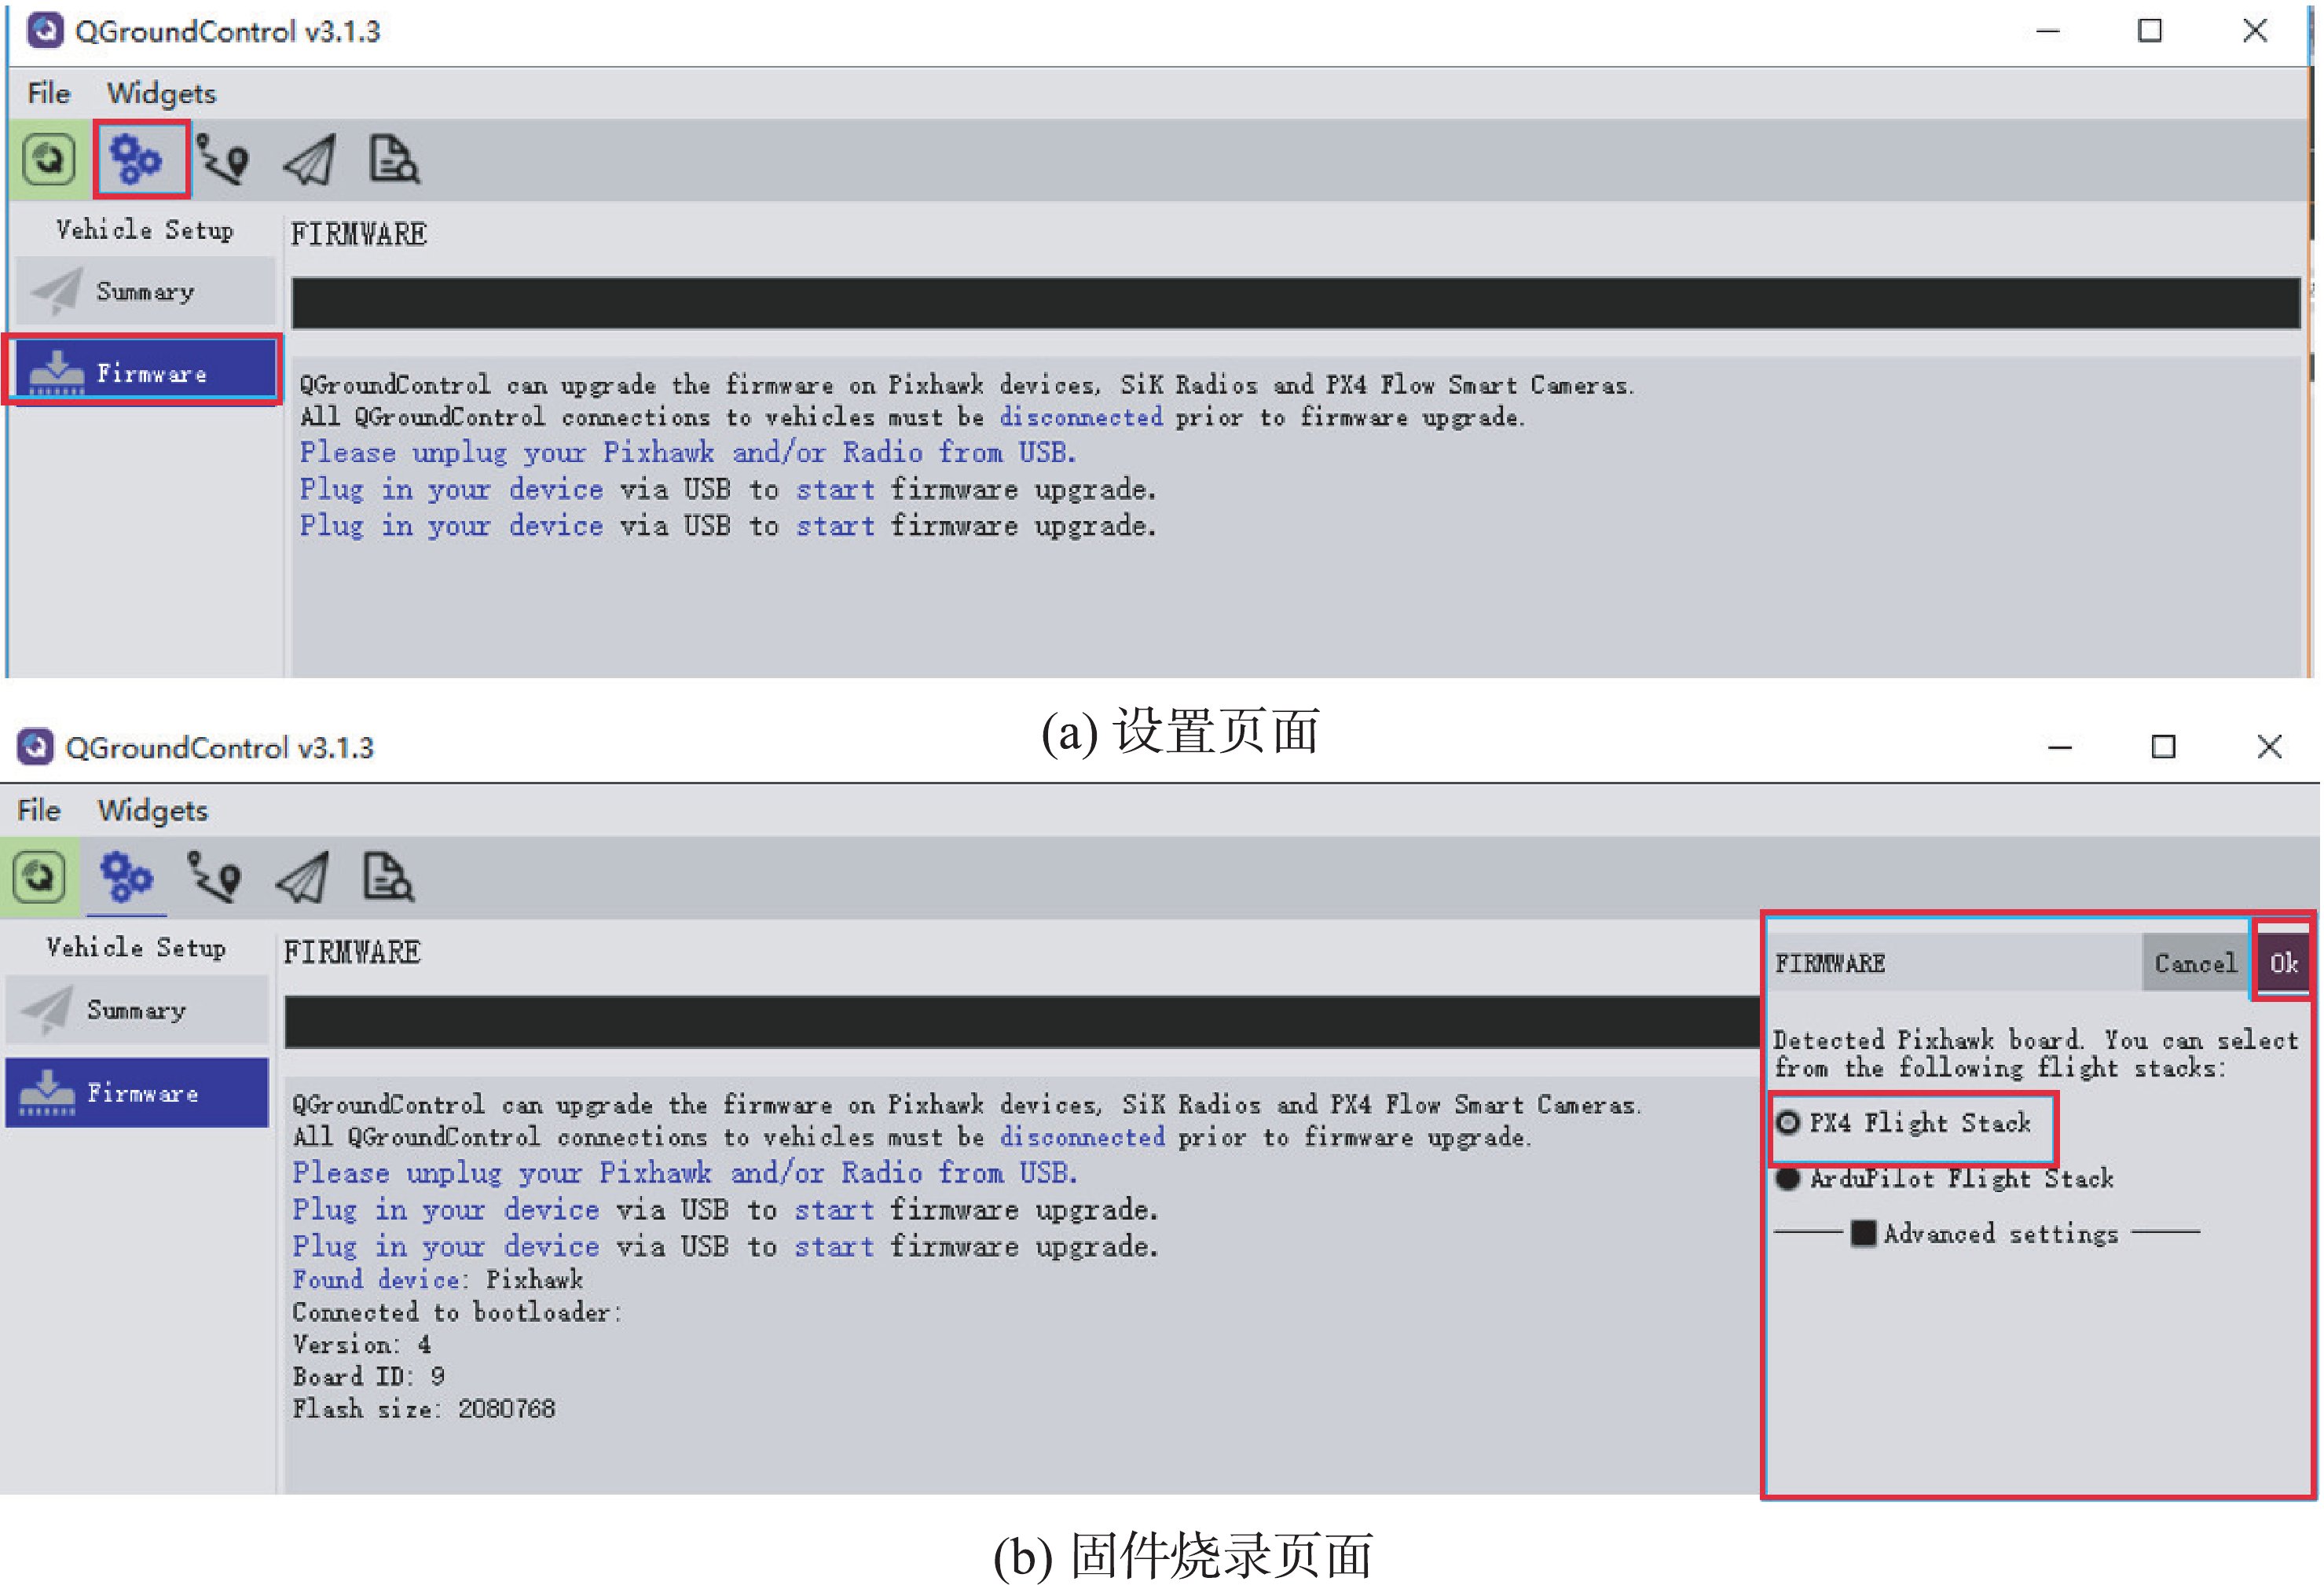 QGroundControl v3.1.3
File Widgets
Vehicle Setup
FIRMWARE
Summary
Firmware
QGroundControl can upgrade the firmware on Pixhawk devices, SiK Radios and PX4 Flow Smart Cameras.
All QGroundControl connections to vehicles must be disconnected prior to firmware upgrade.
Please unplug your Pixhawk and/or Radio from USB.
Plug in your device via USB to start firmware upgrade.
Plug in your device via USB to start firmware upgrade.
(a) 设置页面
QGroundControl v3.1.3
File Widgets
Vehicle Setup
FIRMWARE
Summary
Firmware
QGroundControl can upgrade the firmware on Pixhawk devices, SiK Radios and PX4 Flow Smart Cameras.
All QGroundControl connections to vehicles must be disconnected prior to firmware upgrade.
Please unplug your Pixhawk and/or Radio from USB.
Plug in your device via USB to start firmware upgrade.
Plug in your device via USB to start firmware upgrade.
Found device: Pixhawk
Connected to bootloader:
Version: 4
Board ID: 9
Flash size: 2080768
FIRMWARE Cancel Ok
Detected Pixhawk board. You can select
from the following flight stacks:
PX4 Flight Stack
ArduPilot Flight Stack
Advanced settings
(b) 固件烧录页面